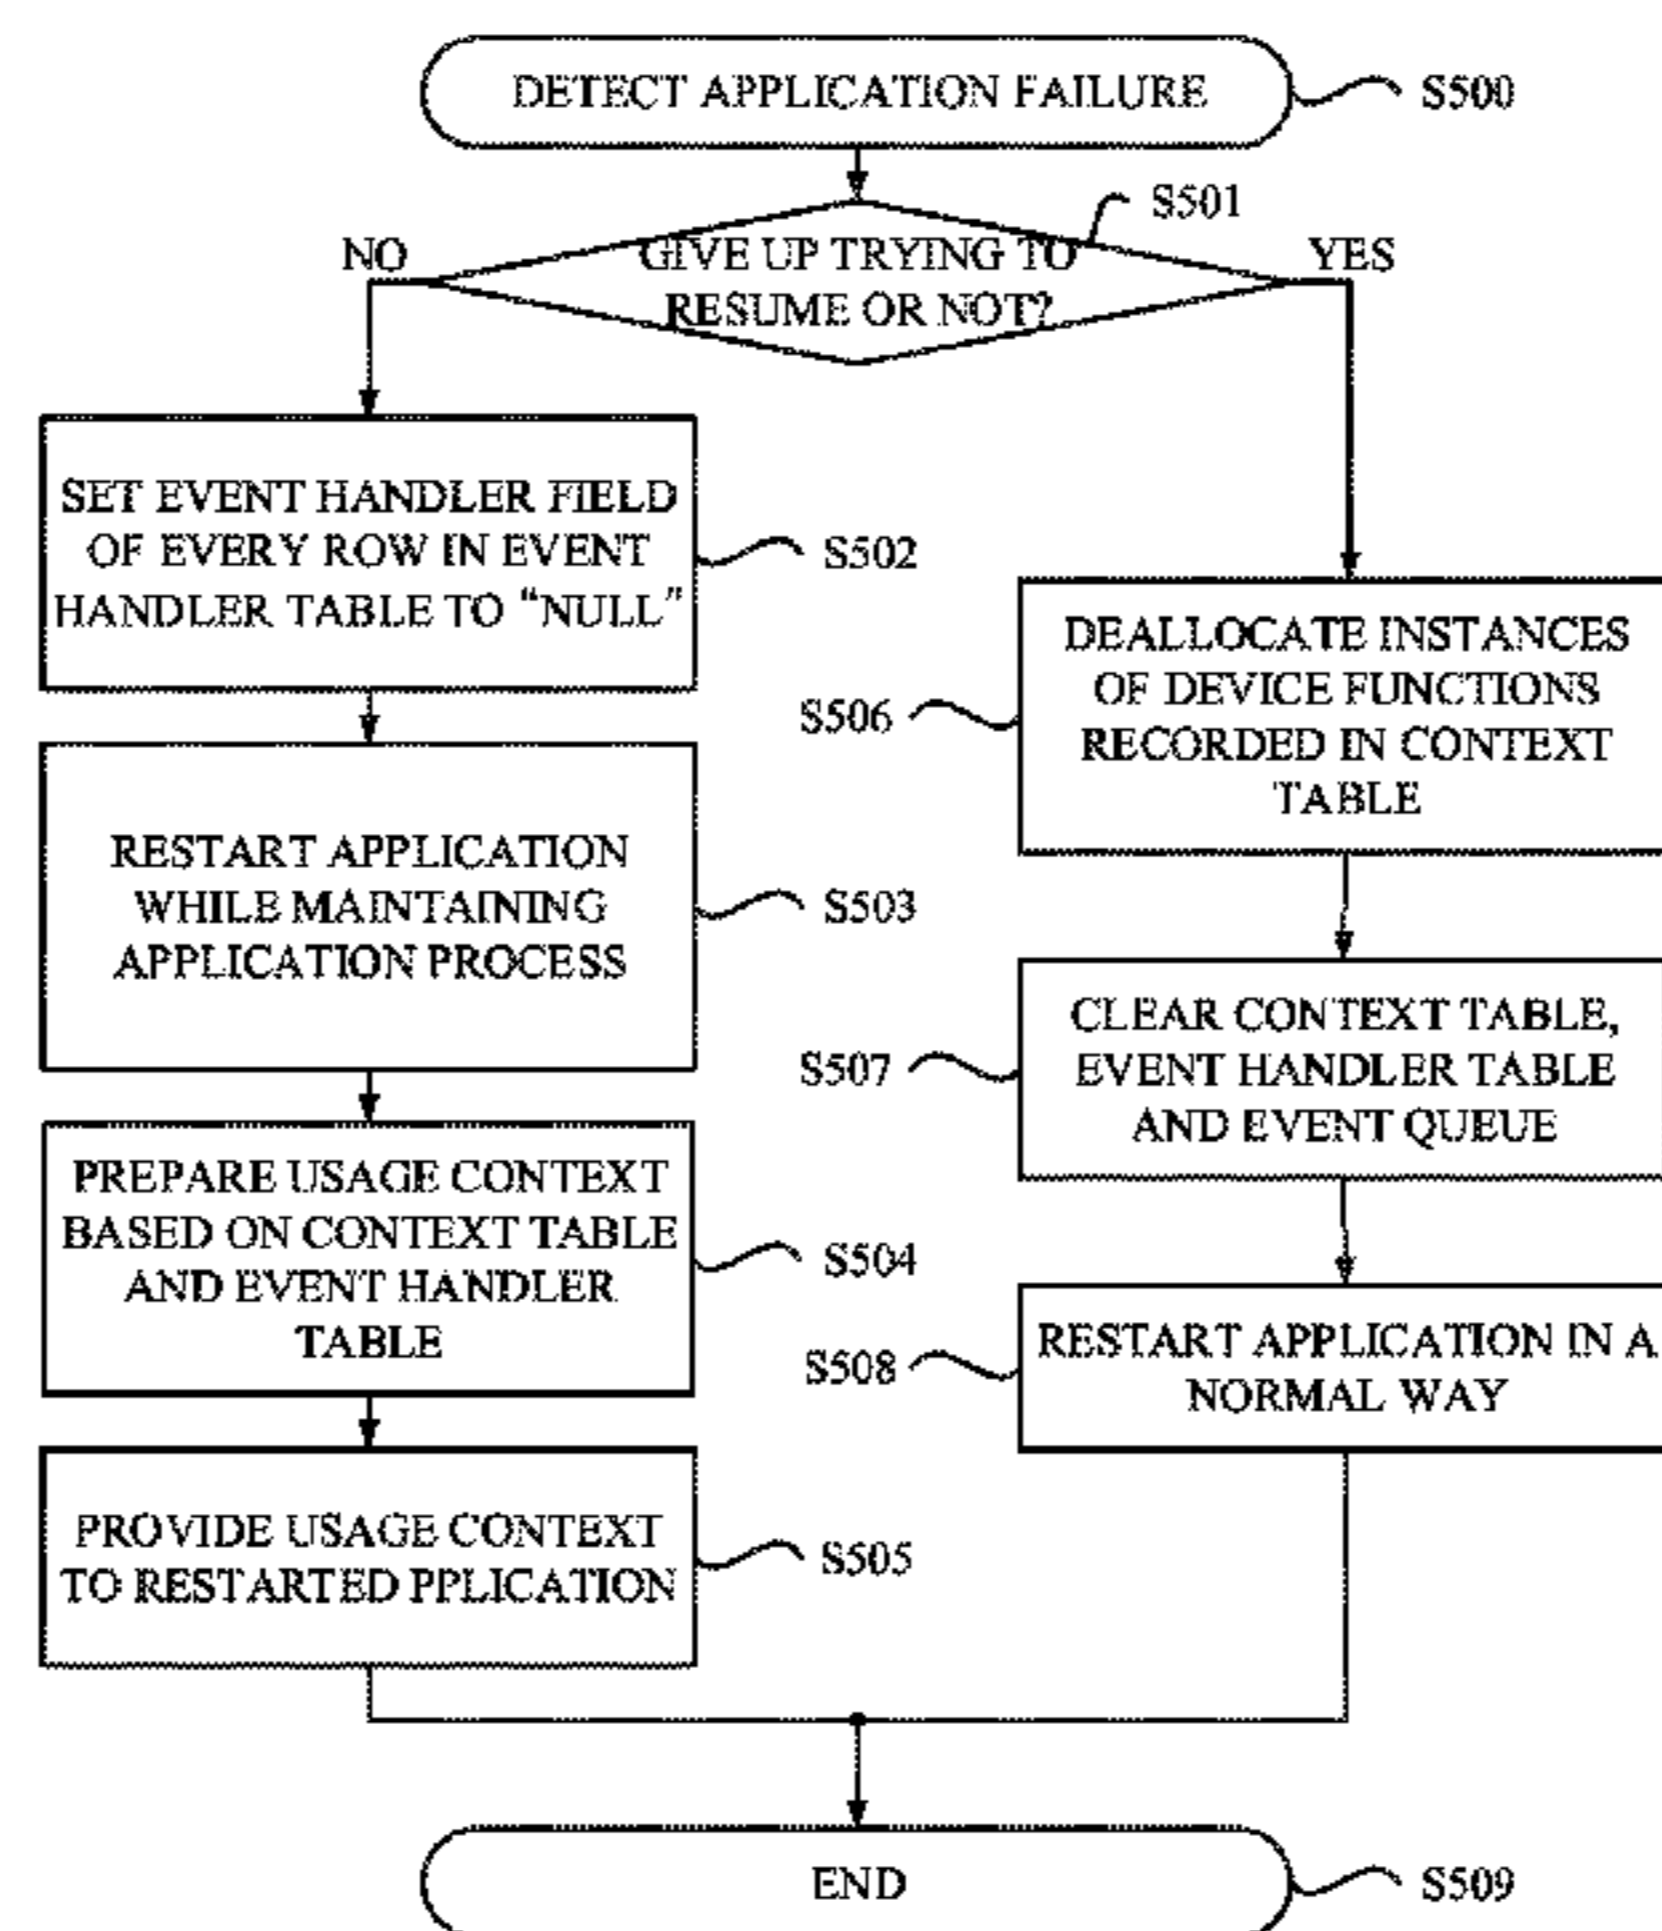 DETECT APPLICATION FAILURE
S500
S501
NO
GIVE UP TRYING TO
RESUME OR NOT?
YES
SET EVENT HANDLER FIELD
OF EVERY ROW IN EVENT
HANDLER TABLE TO “NULL”
S502
RESTART APPLICATION
WHILE MAINTAINING
APPLICATION PROCESS
S503
PREPARE USAGE CONTEXT
BASED ON CONTEXT TABLE
AND EVENT HANDLER
TABLE
S504
PROVIDE USAGE CONTEXT
TO RESTARTED PPLICATION
S505
DEALLOCATE INSTANCES
OF DEVICE FUNCTIONS
RECORDED IN CONTEXT
TABLE
S506
CLEAR CONTEXT TABLE,
EVENT HANDLER TABLE
AND EVENT QUEUE
S507
RESTART APPLICATION IN A
NORMAL WAY
S508
END
S509